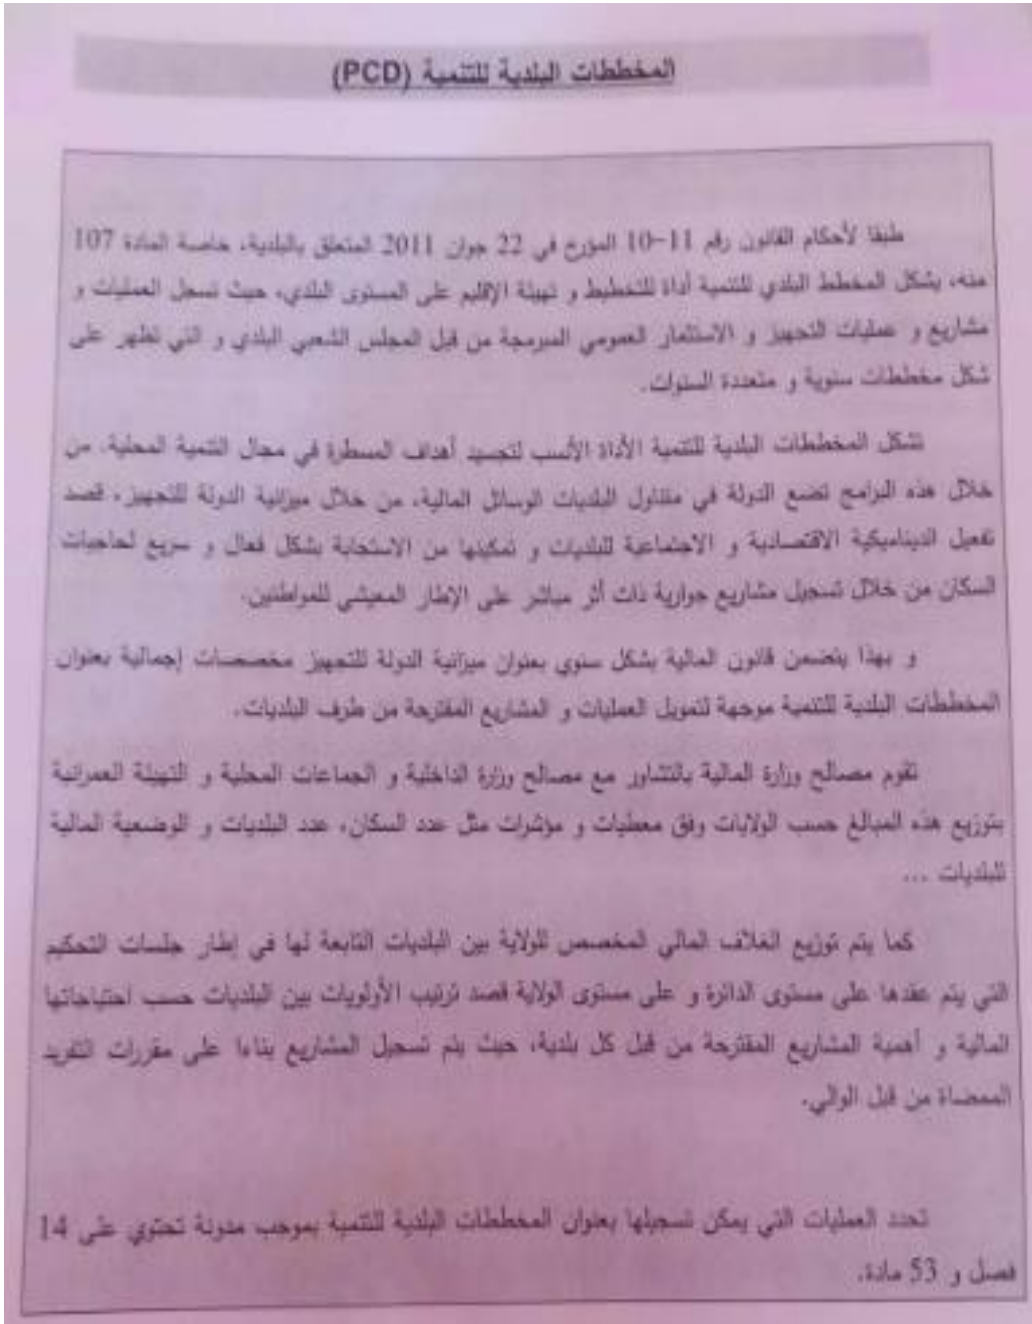 المخططات البلدية للتنمية (PCD)
طبقا لأحكام القانون رقم 11-10 المؤرخ في 22 جوان 2011 المتعلق بالبلدية، خاصة المادة 107
منه، يشكل المخطط البلدي للتنمية أداة للتخطيط و تهيئة الإقليم على المستوى البلدي، حيث تسجل العمليات و
مشاريع و عمليات التجهيز و الاستثمار العمومي المبرمجة من قبل المجلس الشعبي البلدي و التي تظهر على
شكل مخططات سنوية و متعددة السنوات.
تشكل المخططات البلدية للتنمية الأداة الأنسب لتجسيد أهداف المسطرة في مجال التنمية المحلية. من
خلال هذه البرامج تضع الدولة في متناول البلديات الوسائل المالية، من خلال ميزانية الدولة للتجهيز، قصد
تفعيل الديناميكية الاقتصادية و الاجتماعية للبلديات و تمكينها من الاستجابة بشكل فعال و سريع لحاجيات
السكان من خلال تسجيل مشاريع جوارية ذات أثر مباشر على الإطار المعيشي للمواطنين.
و بهذا يتضمن قانون المالية بشكل سنوي بعنوان ميزانية الدولة للتجهيز مخصصات إجمالية بعنوان
المخططات البلدية للتنمية موجهة لتمويل العمليات و المشاريع المقترحة من طرف البلديات.
تقوم مصالح وزارة المالية بالتشاور مع مصالح وزارة الداخلية و الجماعات المحلية و التهيئة العمرانية
بتوزيع هذه المبالغ حسب الولايات وفق معطيات و مؤشرات مثل عدد السكان، عدد البلديات و الوضعية المالية
للبلديات ...
كما يتم توزيع الغلاف المالي المخصص للولاية بين البلديات التابعة لها في إطار جلسات التحكيم
التي يتم عقدها على مستوى الدائرة و على مستوى الولاية قصد ترتيب الأولويات بين البلديات حسب احتياجاتها
المالية و أهمية المشاريع المقترحة من قبل كل بلدية، حيث يتم تسجيل المشاريع بناءا على مقررات التفريد
الممضاة من قبل الوالي.
تحدد العمليات التي يمكن تسجيلها بعنوان المخططات البلدية للتنمية بموجب مدونة تحتوي على 14
فصل و 53 مادة.